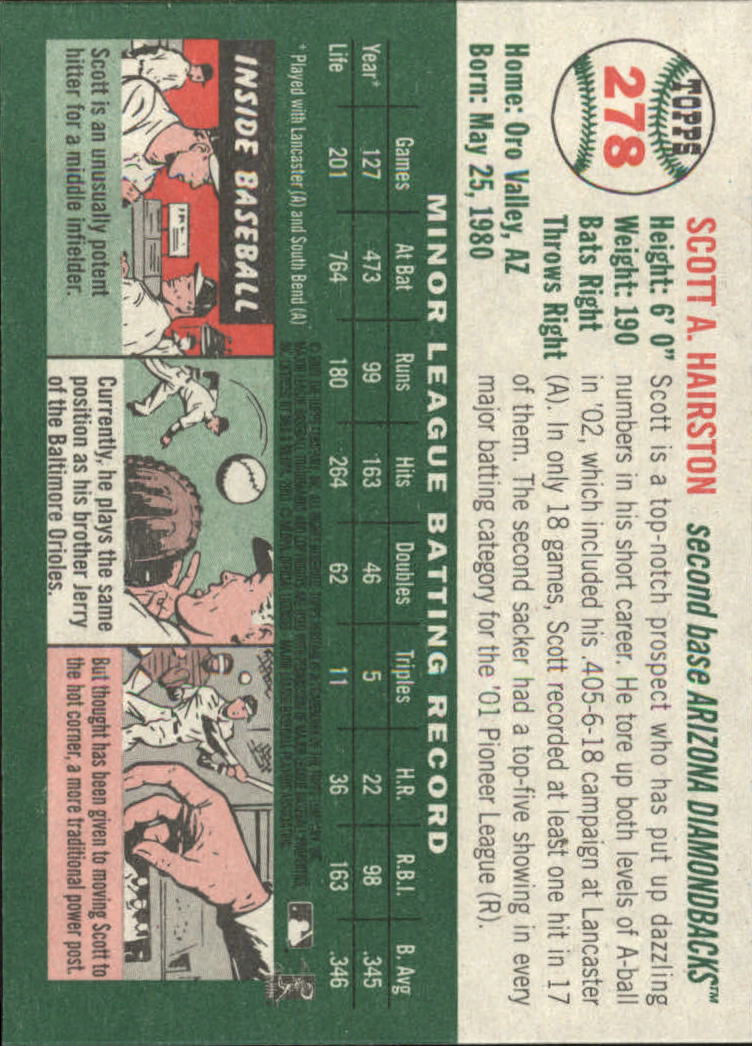 TOPPS
278
SCOTT A. HAIRSTON second base ARIZONA DIAMONDBACKS™
Height: 6' 0"
Weight: 190
Bats Right
Throws Right
Home: Oro Valley, AZ
Born: May 25, 1980
Scott is a top-notch prospect who has put up dazzling
numbers in his short career. He tore up both levels of A-ball
in '02, which included his .405-6-18 campaign at Lancaster
(A). In only 18 games, Scott recorded at least one hit in 17
of them. The second sacker had a top-five showing in every
major batting category for the '01 Pioneer League (R).
MINOR LEAGUE BATTING RECORD
Games At Bat Runs Hits Doubles Triples H.R. R.B.I. B. Avg
Year* 127 473 99 163 46 5 22 98 .345
Life 201 764 180 264 62 11 36 163 .346
* Played with Lancaster (A) and South Bend (A)
INSIDE BASEBALL
Scott is an unusually potent
hitter for a middle infielder.
Currently, he plays the same
position as his brother Jerry
of the Baltimore Orioles.
But thought has been given to moving Scott to
the hot corner, a more traditional power post.